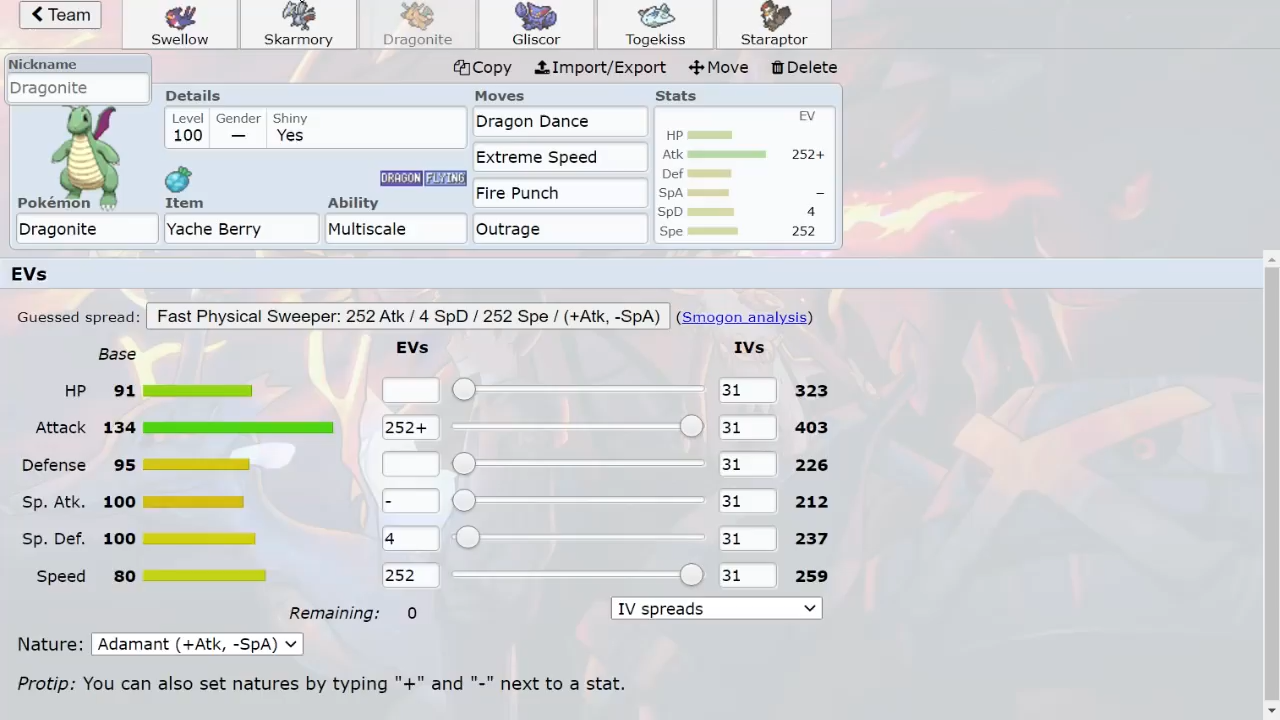 Team
Swellow
Skarmory
Dragonite
Gliscor
Togekiss
Staraptor
Nickname
Dragonite
Copy
Import/Export
Move
Delete
Details
Moves
Stats
Level
Gender
Shiny
100
—
Yes
Dragon Dance
Extreme Speed
Fire Punch
Outrage
EV
HP
Atk 252+
Def
SpA –
SpD 4
Spe 252
DRAGON FLYING
Pokémon
Item
Ability
Dragonite
Yache Berry
Multiscale
EVs
Guessed spread: Fast Physical Sweeper: 252 Atk / 4 SpD / 252 Spe / (+Atk, -SpA) (Smogon analysis)
Base EVs IVs
HP 91 31 323
Attack 134 252+ 31 403
Defense 95 31 226
Sp. Atk. 100 - 31 212
Sp. Def. 100 4 31 237
Speed 80 252 31 259
Remaining: 0 IV spreads
Nature: Adamant (+Atk, -SpA)
Protip: You can also set natures by typing "+" and "-" next to a stat.